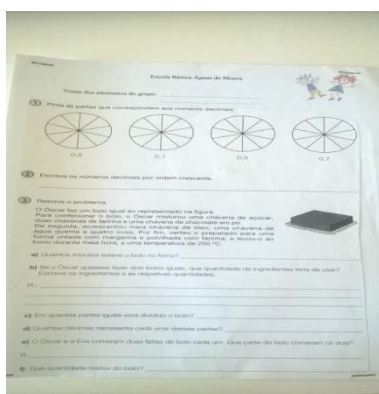 Escola Básica Águas de Moura
Nome dos elementos do grupo:
1 Pinta as partes que correspondem aos números decimais.
0,5 0,1 0,3 0,7
2 Escreve os números decimais por ordem crescente.
3 Resolve o problema.
O Óscar fez um bolo igual ao representado na figura.
Para confecionar o bolo, o Óscar misturou uma chávena de açúcar,
duas chávenas de farinha e uma chávena de chocolate em pó.
De seguida, acrescentou meia chávena de óleo, uma chávena de
água quente e quatro ovos. Por fim, verteu o preparado para uma
forma untada com margarina e polvilhada com farinha, e levou-o ao
forno durante meia hora, a uma temperatura de 200 ºC.
a) Quantos minutos esteve o bolo no forno?
b) Se o Óscar quisesse fazer dois bolos iguais, que quantidade de ingredientes teria de usar?
Escreve os ingredientes e as respetivas quantidades.
R.:
c) Em quantas partes iguais está dividido o bolo?
d) Quantas décimas representa cada uma dessas partes?
e) O Óscar e a Eva comeram duas fatias de bolo cada um. Que parte do bolo comeram os dois?
R.:
f) Que quantidade restou do bolo?